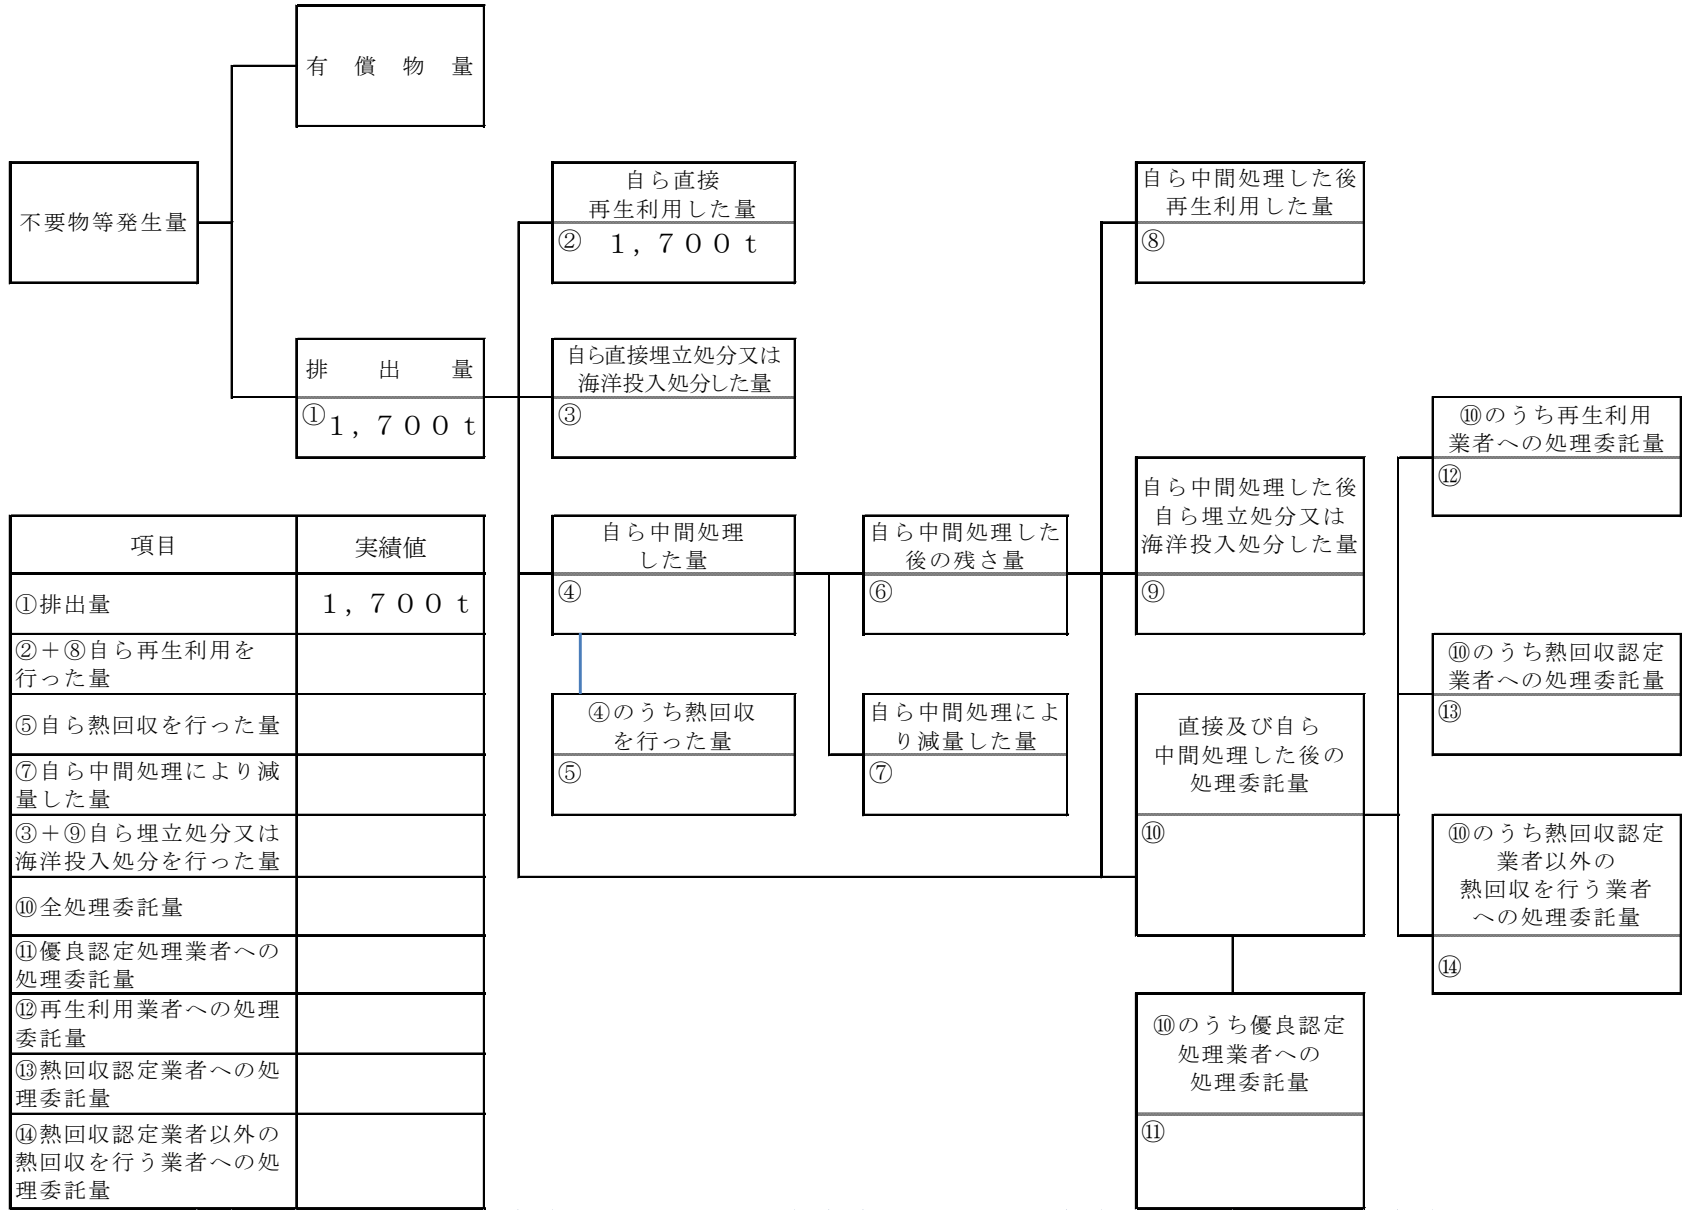 有償物量
不要物等発生量
排出量
①1,700t
自ら直接
再生利用した量
② 1,700t
自ら直接埋立処分又は
海洋投入処分した量
③
自ら中間処理
した量
④
④のうち熱回収
を行った量
⑤
自ら中間処理した
後の残さ量
⑥
自ら中間処理によ
り減量した量
⑦
自ら中間処理した後
再生利用した量
⑧
自ら中間処理した後
自ら埋立処分又は
海洋投入処分した量
⑨
直接及び自ら
中間処理した後の
処理委託量
⑩
⑩のうち優良認定
処理業者への
処理委託量
⑪
⑩のうち再生利用
業者への処理委託量
⑫
⑩のうち熱回収認定
業者への処理委託量
⑬
⑩のうち熱回収認定
業者以外の
熱回収を行う業者
への処理委託量
⑭
項目 実績値
①排出量 1,700t
②+⑧自ら再生利用を
行った量
⑤自ら熱回収を行った量
⑦自ら中間処理により減
量した量
③+⑨自ら埋立処分又は
海洋投入処分を行った量
⑩全処理委託量
⑪優良認定処理業者への
処理委託量
⑫再生利用業者への処理
委託量
⑬熱回収認定業者への処
理委託量
⑭熱回収認定業者以外の
熱回収を行う業者への処
理委託量